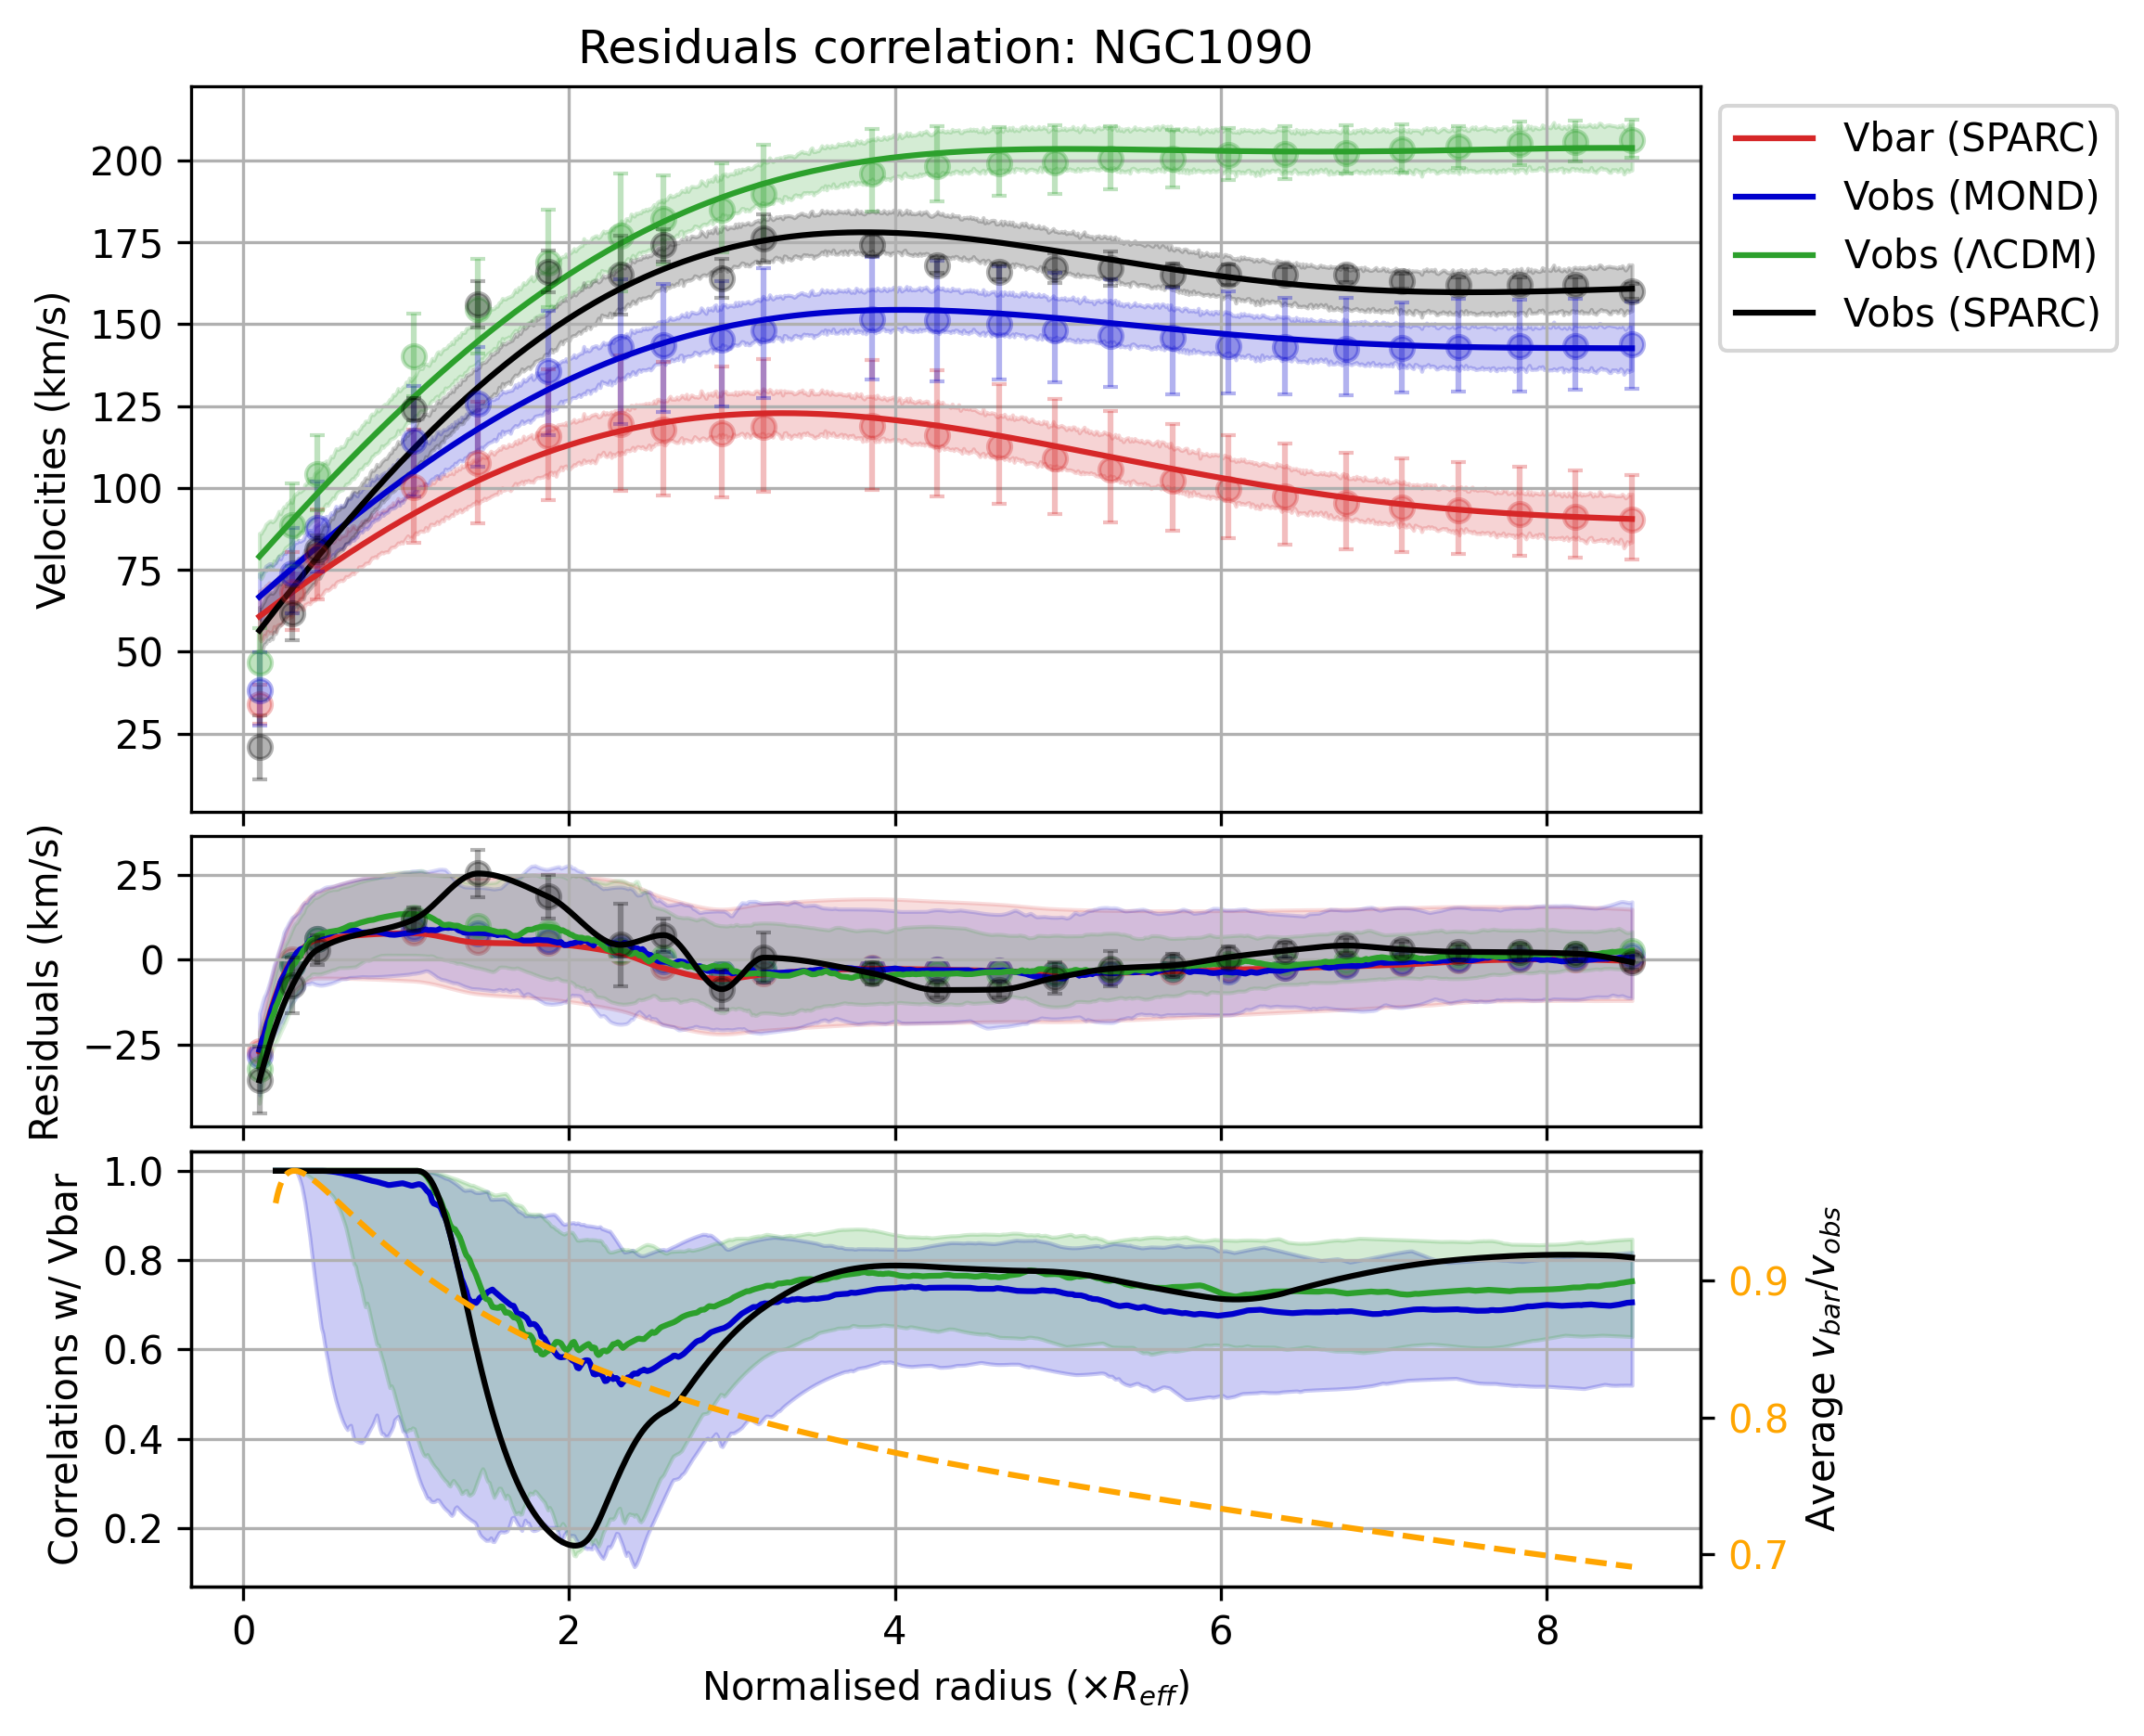 Residuals correlation: NGC1090
Velocities (km/s)
200
175
150
125
100
75
50
25
Vbar (SPARC)
Vobs (MOND)
Vobs (ΛCDM)
Vobs (SPARC)
Residuals (km/s)
25
0
−25
Correlations w/ Vbar
1.0
0.8
0.6
0.4
0.2
0.9
0.8
0.7
Average v_bar/v_obs
0 2 4 6 8
Normalised radius (×R_eff)